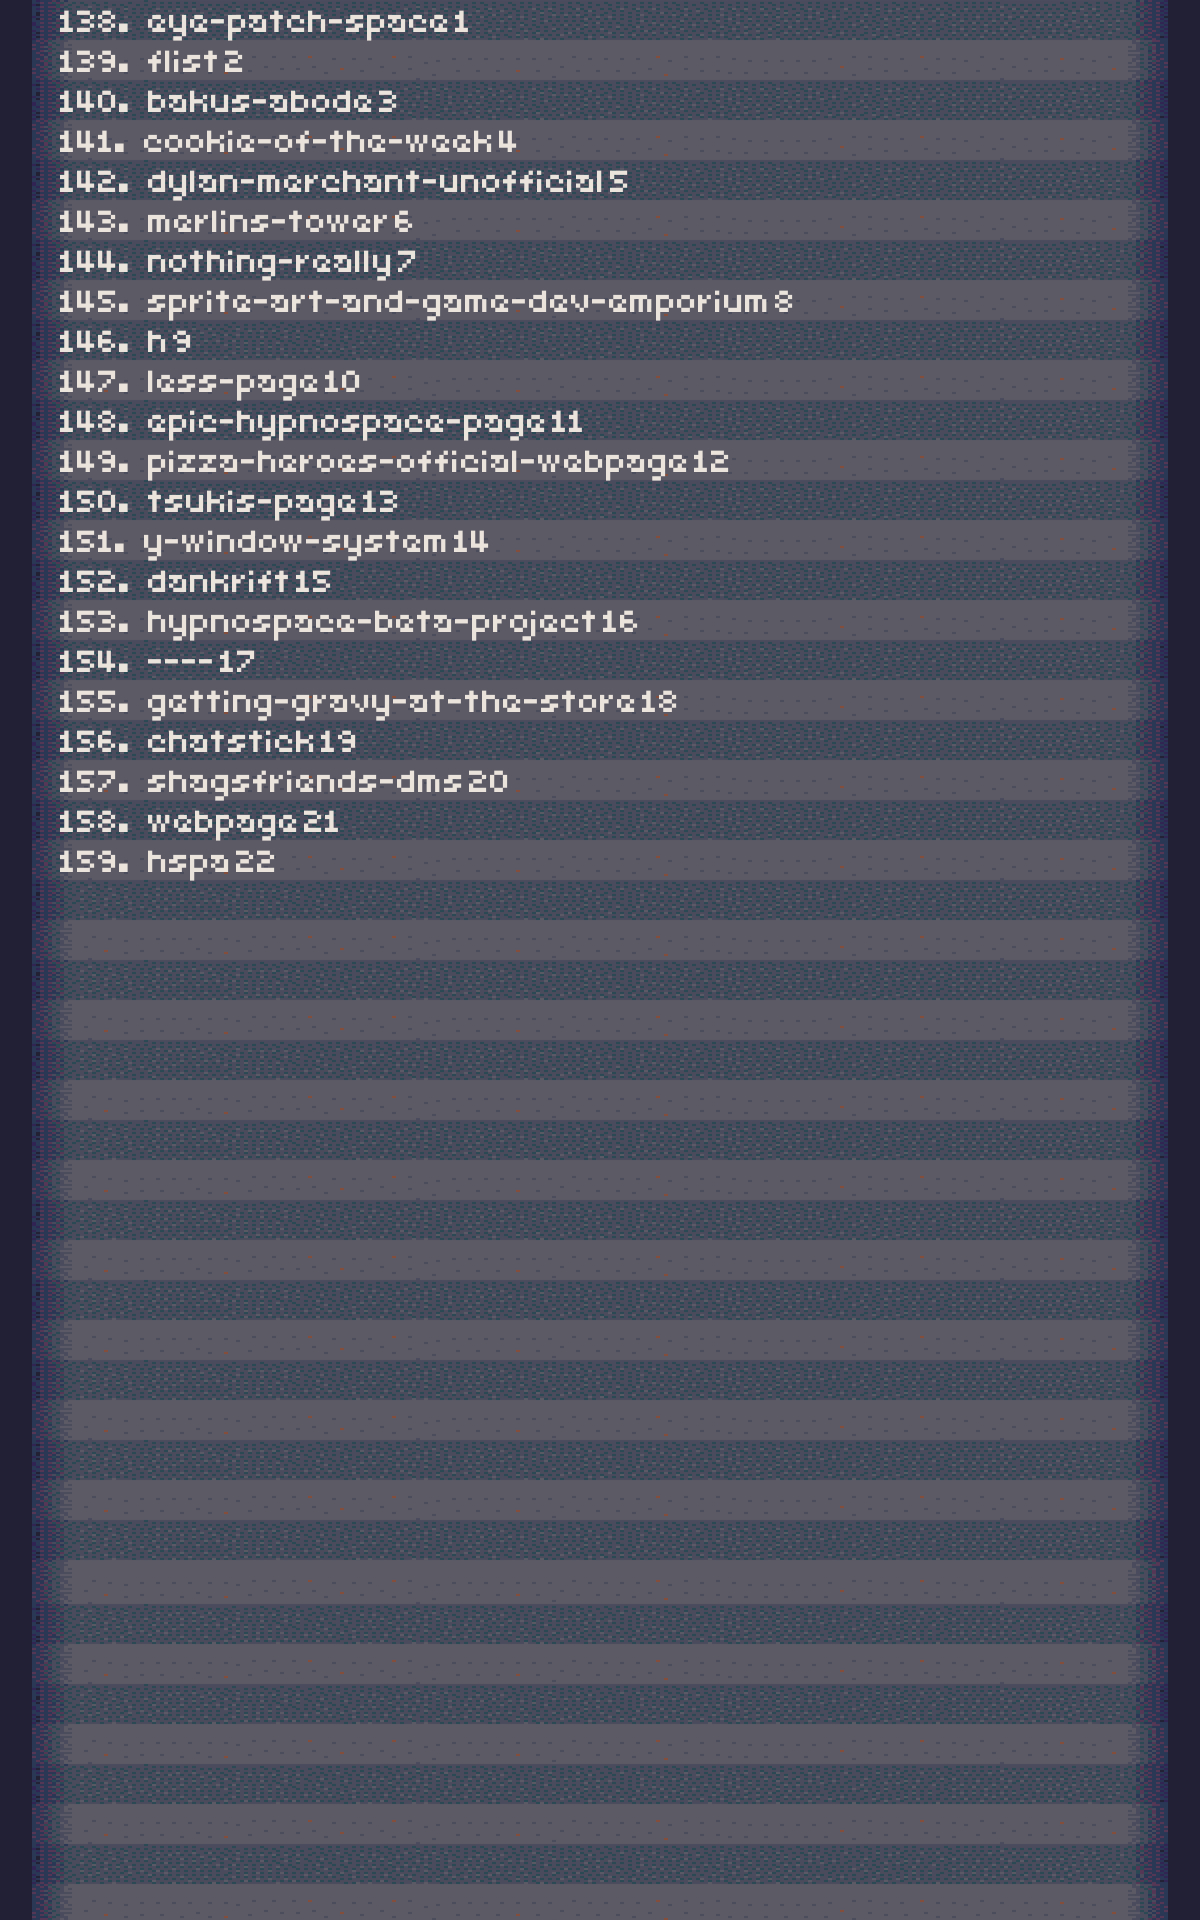 138. eye-patch-space 1
139. flist 2
140. bakus-abode 3
141. cookie-of-the-week 4
142. dylan-merchant-unofficial 5
143. merlins-tower 6
144. nothing-really 7
145. sprite-art-and-game-dev-emporium 8
146. h 9
147. less-page 10
148. epic-hypnospace-page 11
149. pizza-heroes-official-webpage 12
150. tsukis-page 13
151. y-window-system 14
152. dankrift 15
153. hypnospace-beta-project 16
154. ---- 17
155. getting-gravy-at-the-store 18
156. chatstick 19
157. shagsfriends-dms 20
158. webpage 21
159. hspa 22